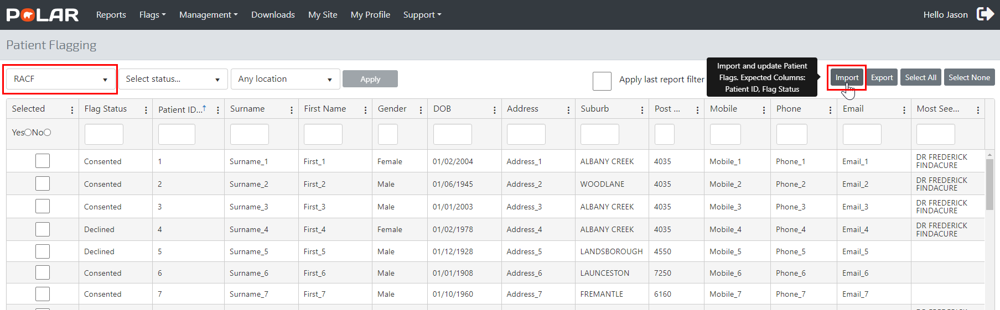 POLAR Reports Flags Management Downloads My Site My Profile Support Hello Jason
Patient Flagging
RACF Select status... Any location Apply Apply last report filter
Import and update Patient
Flags. Expected Columns:
Patient ID, Flag Status
Import Export Select All Select None
Selected Flag Status Patient ID... Surname First Name Gender DOB Address Suburb Post ... Mobile Phone Email Most See...
Yes No
Consented 1 Surname_1 First_1 Female 01/02/2004 Address_1 ALBANY CREEK 4035 Mobile_1 Phone_1 Email_1 DR FREDERICK
FINDACURE
Consented 2 Surname_2 First_2 Male 01/06/1945 Address_2 WOODLANE 4035 Mobile_2 Phone_2 Email_2 DR FREDERICK
FINDACURE
Consented 3 Surname_3 First_3 Male 01/01/2003 Address_3 ALBANY CREEK 4035 Mobile_3 Phone_3 Email_3 DR FREDERICK
FINDACURE
Declined 4 Surname_4 First_4 Female 01/02/1978 Address_4 ALBANY CREEK 4035 Mobile_4 Phone_4 Email_4 DR FREDERICK
FINDACURE
Declined 5 Surname_5 First_5 Male 01/12/1928 Address_5 LANDSBOROUGH 4550 Mobile_5 Phone_5 Email_5
Consented 6 Surname_6 First_6 Male 01/01/1908 Address_6 LAUNCESTON 7250 Mobile_6 Phone_6 Email_6
Consented 7 Surname_7 First_7 Male 01/10/1960 Address_7 FREMANTLE 6160 Mobile_7 Phone_7 Email_7